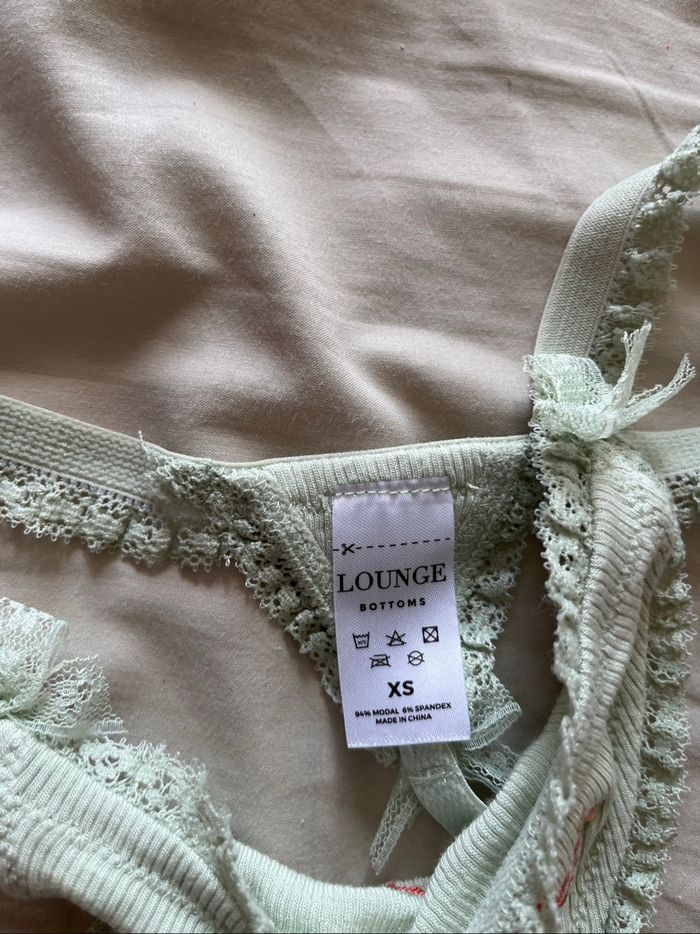 LOUNGE
BOTTOMS
XS
94% MODAL 6% SPANDEX
MADE IN CHINA